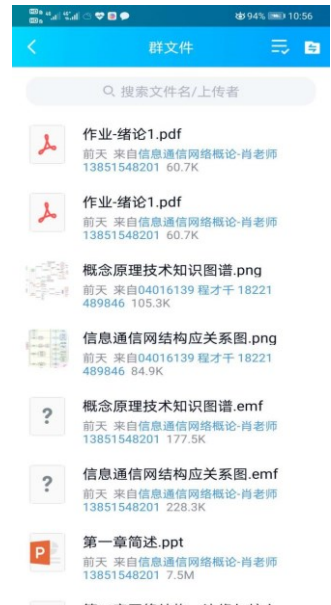 94% 10:56
群文件
搜索文件名/上传者
作业-绪论1.pdf
前天 来自信息通信网络概论-肖老师
13851548201 60.7K
作业-绪论1.pdf
前天 来自信息通信网络概论-肖老师
13851548201 60.7K
概念原理技术知识图谱.png
前天 来自04016139 程才千 18221
489846 105.3K
信息通信网结构应关系图.png
前天 来自04016139 程才千 18221
489846 84.9K
概念原理技术知识图谱.emf
前天 来自信息通信网络概论-肖老师
13851548201 177.5K
信息通信网结构应关系图.emf
前天 来自信息通信网络概论-肖老师
13851548201 228.3K
第一章简述.ppt
前天 来自信息通信网络概论-肖老师
13851548201 7.5M